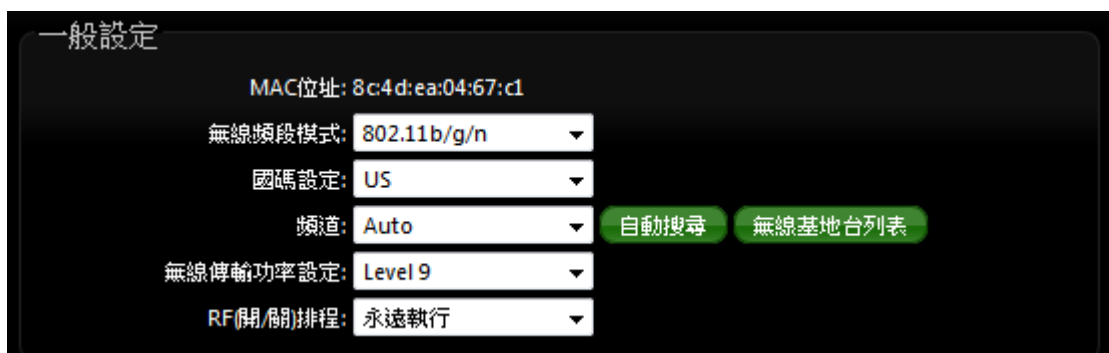 一般設定
MAC位址: 8c:4d:ea:04:67:c1
無線頻段模式: 802.11b/g/n
國碼設定: US
頻道: Auto 自動搜尋 無線基地台列表
無線傳輸功率設定: Level 9
RF(開/關)排程: 永遠執行